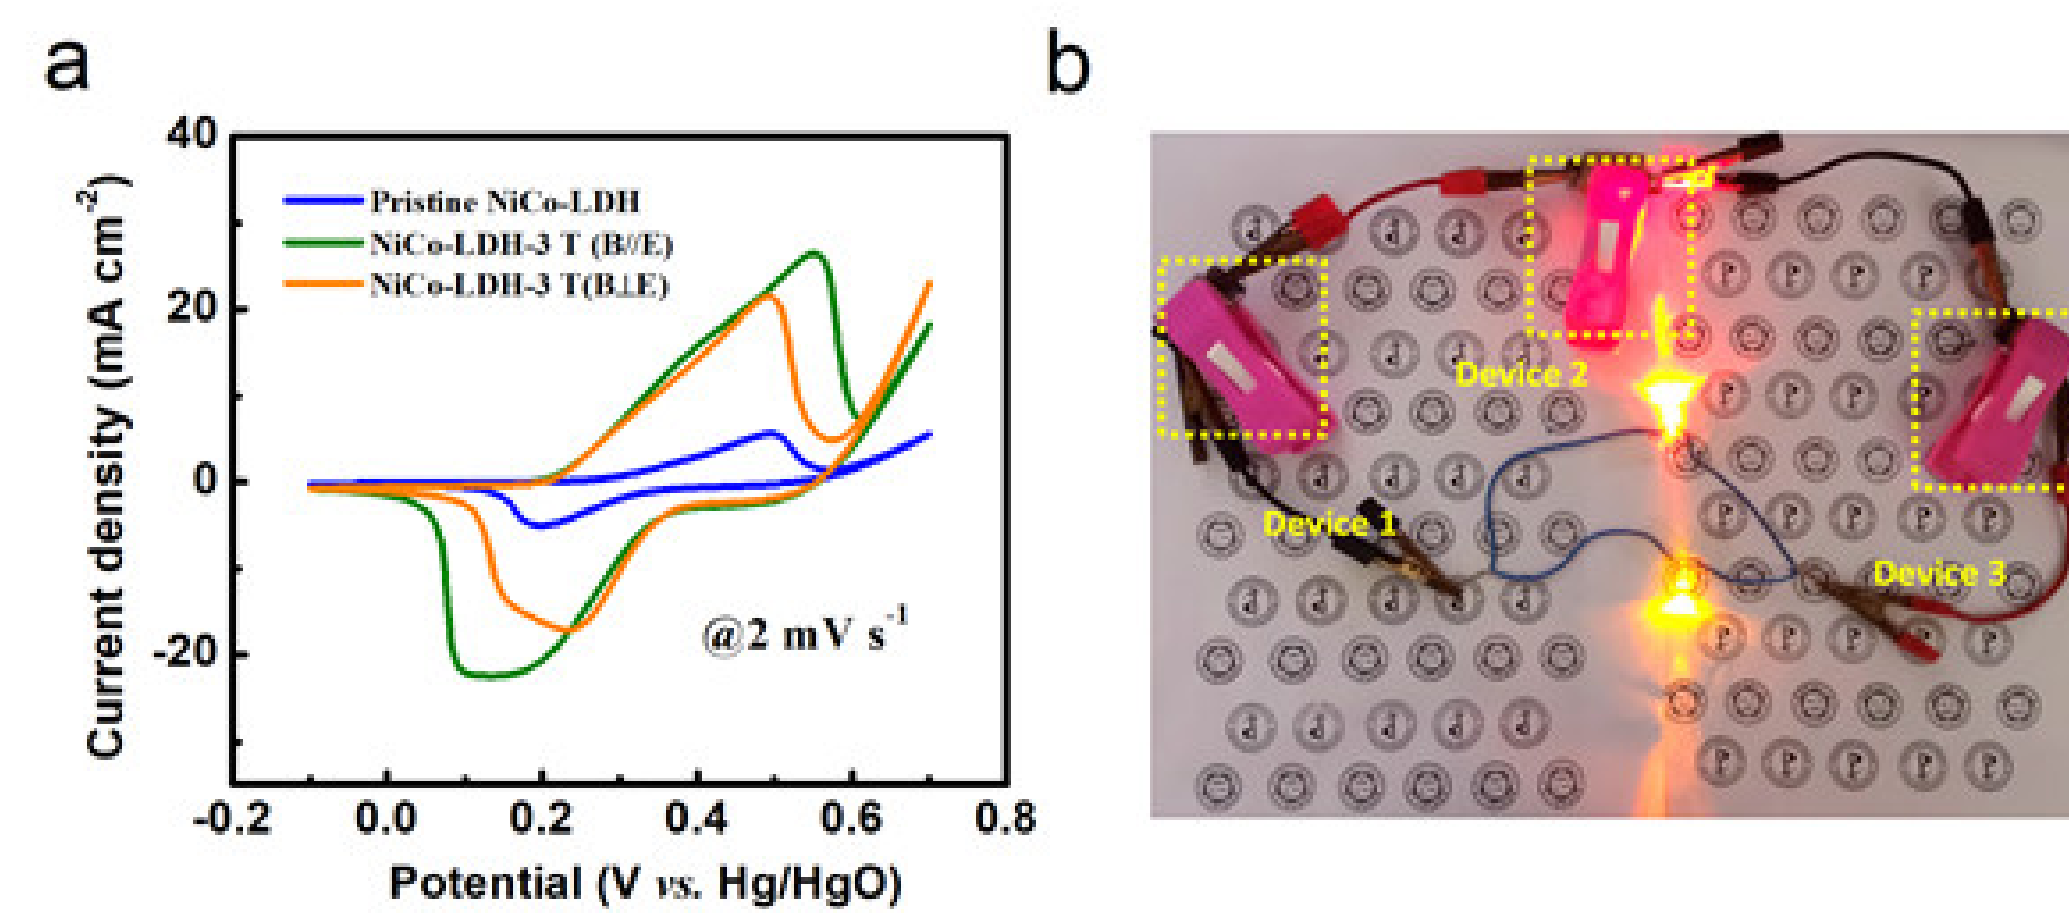 a
b
40
20
0
-20
-0.2 0.0 0.2 0.4 0.6 0.8
Current density (mA cm⁻²)
Potential (V vs. Hg/HgO)
Pristine NiCo-LDH
NiCo-LDH-3 T (B//E)
NiCo-LDH-3 T(B⊥E)
@2 mV s⁻¹
Device 2
Device 1
Device 3